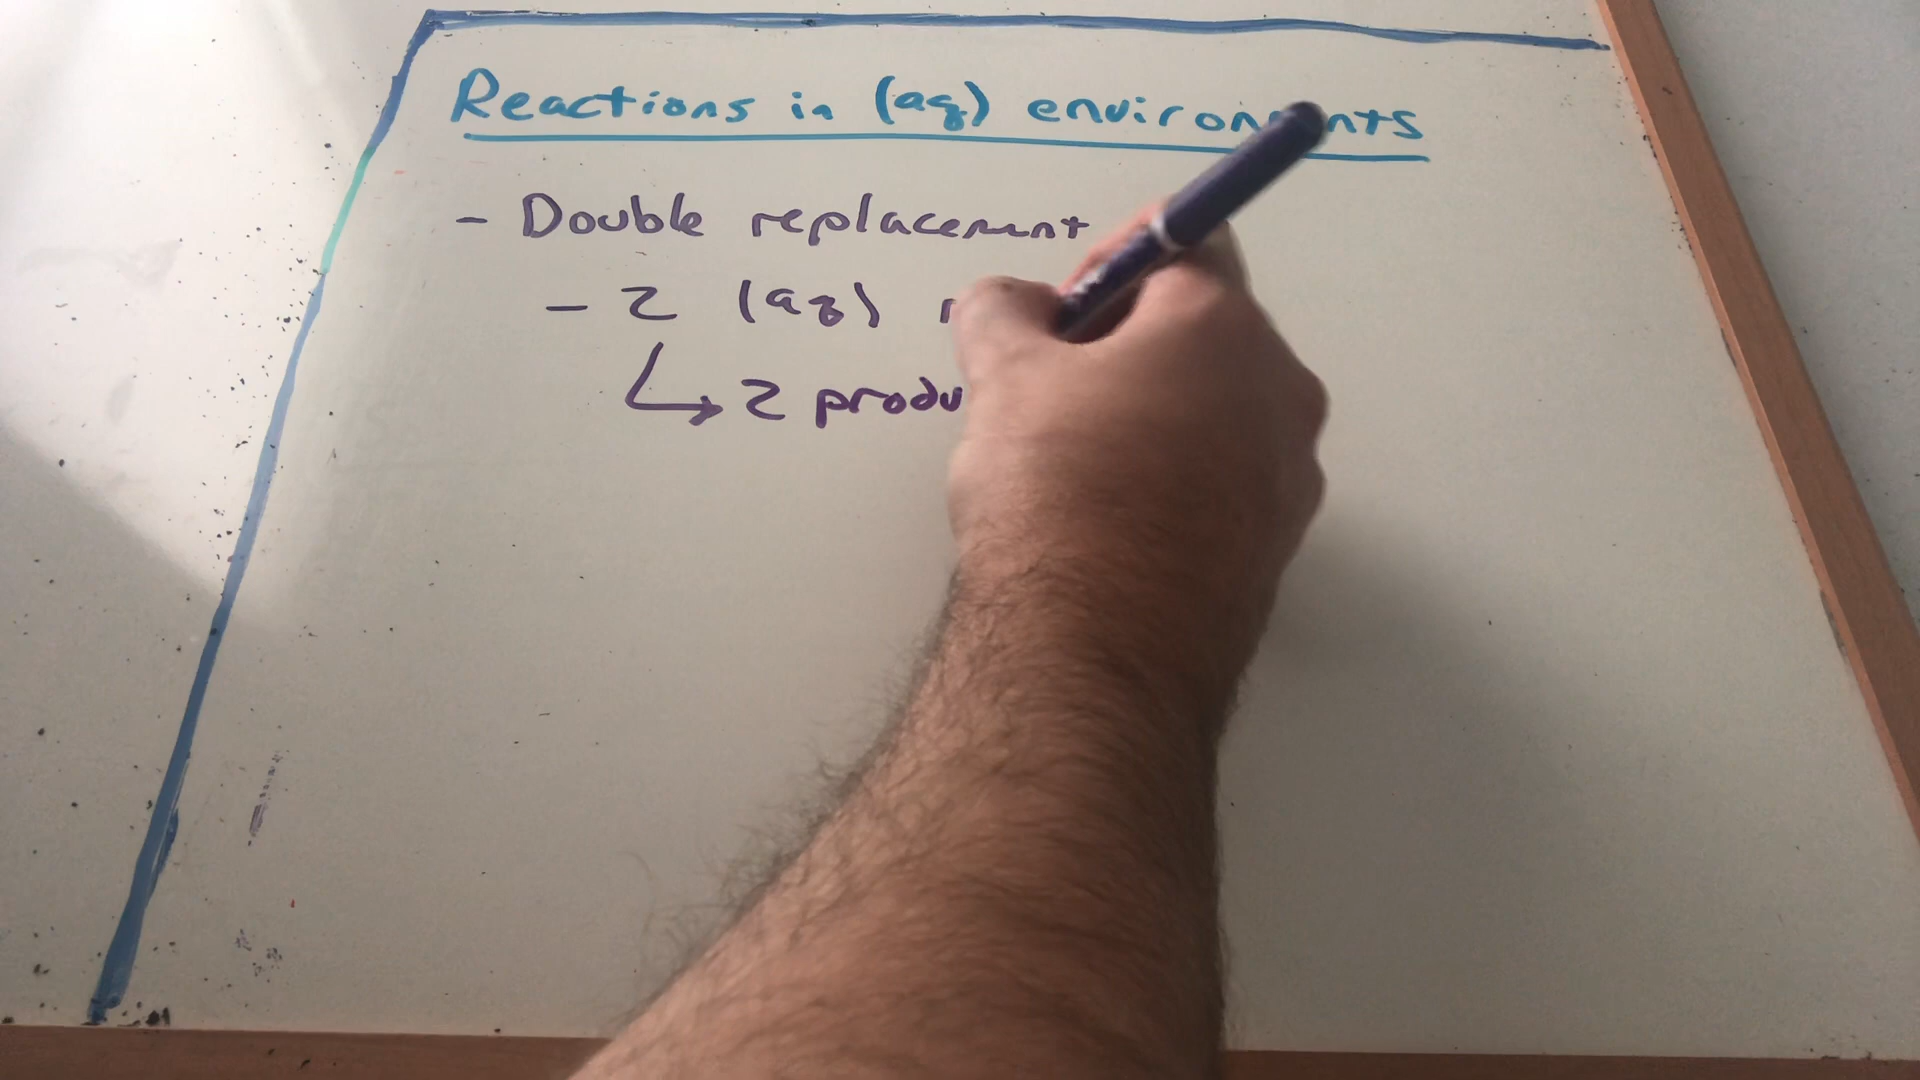 Reactions in (aq) environments
- Double replacement
- 2 (aq)
↳ 2 produ